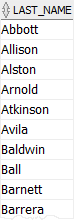 LAST_NAME
Abbott
Allison
Alston
Arnold
Atkinson
Avila
Baldwin
Ball
Barnett
Barrera